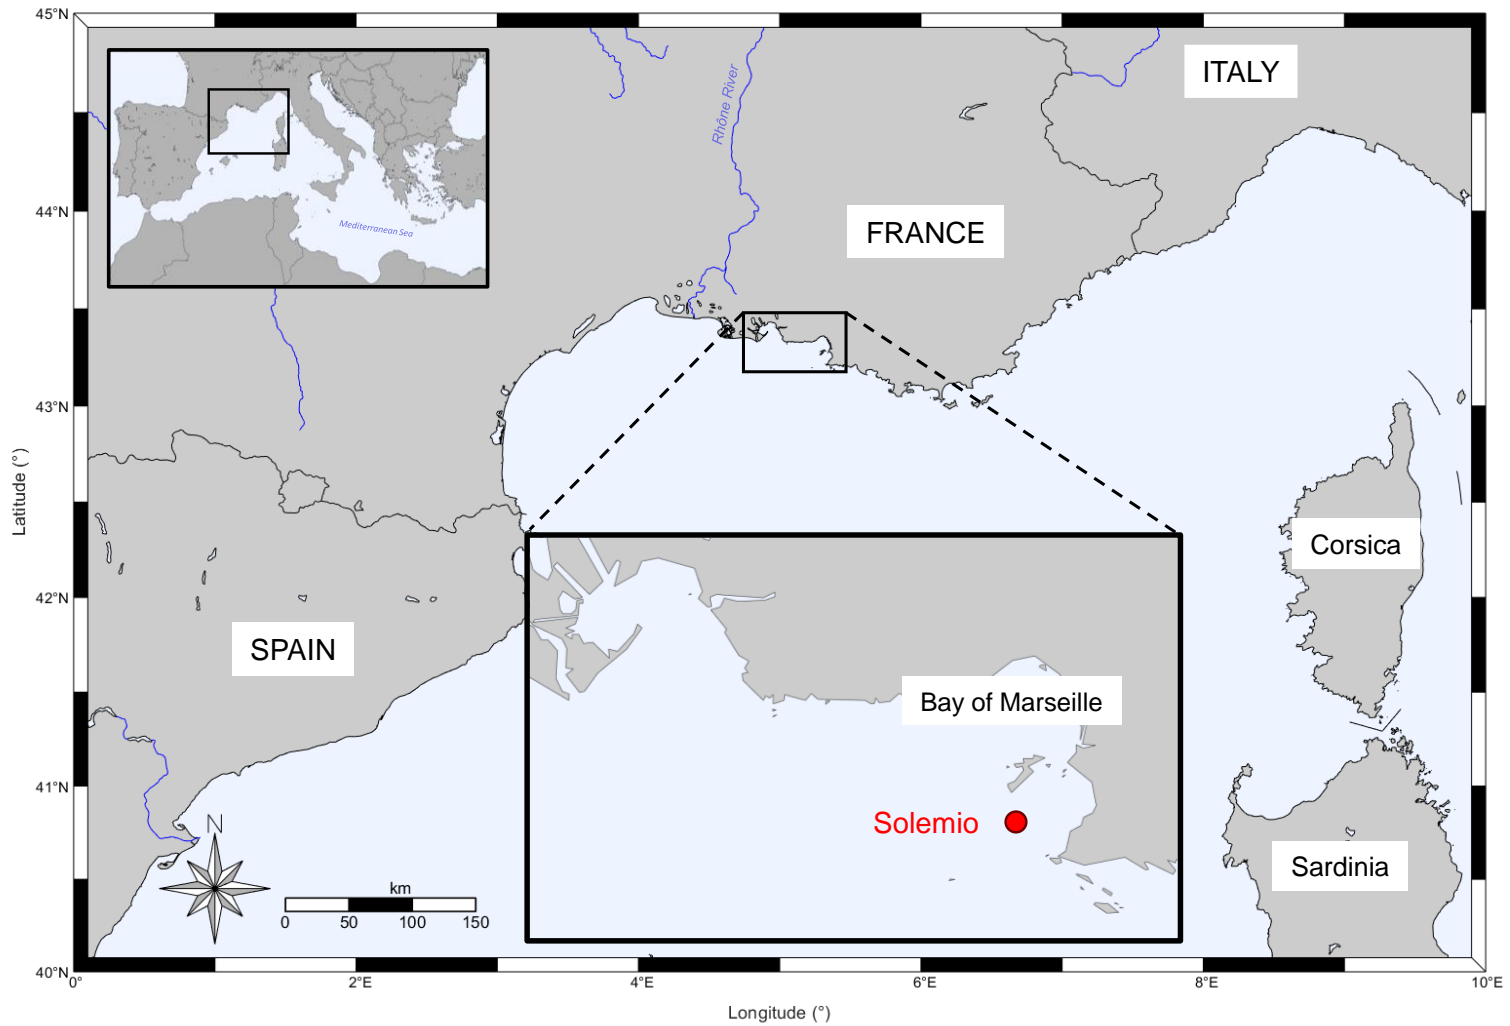 45°N
ITALY
Rhône River
44°N
Mediterranean Sea
FRANCE
43°N
Latitude (°)
Corsica
42°N
SPAIN
Bay of Marseille
41°N
Solemio
N
Sardinia
km
0 50 100 150
40°N
0° 2°E 4°E 6°E 8°E 10°E
Longitude (°)